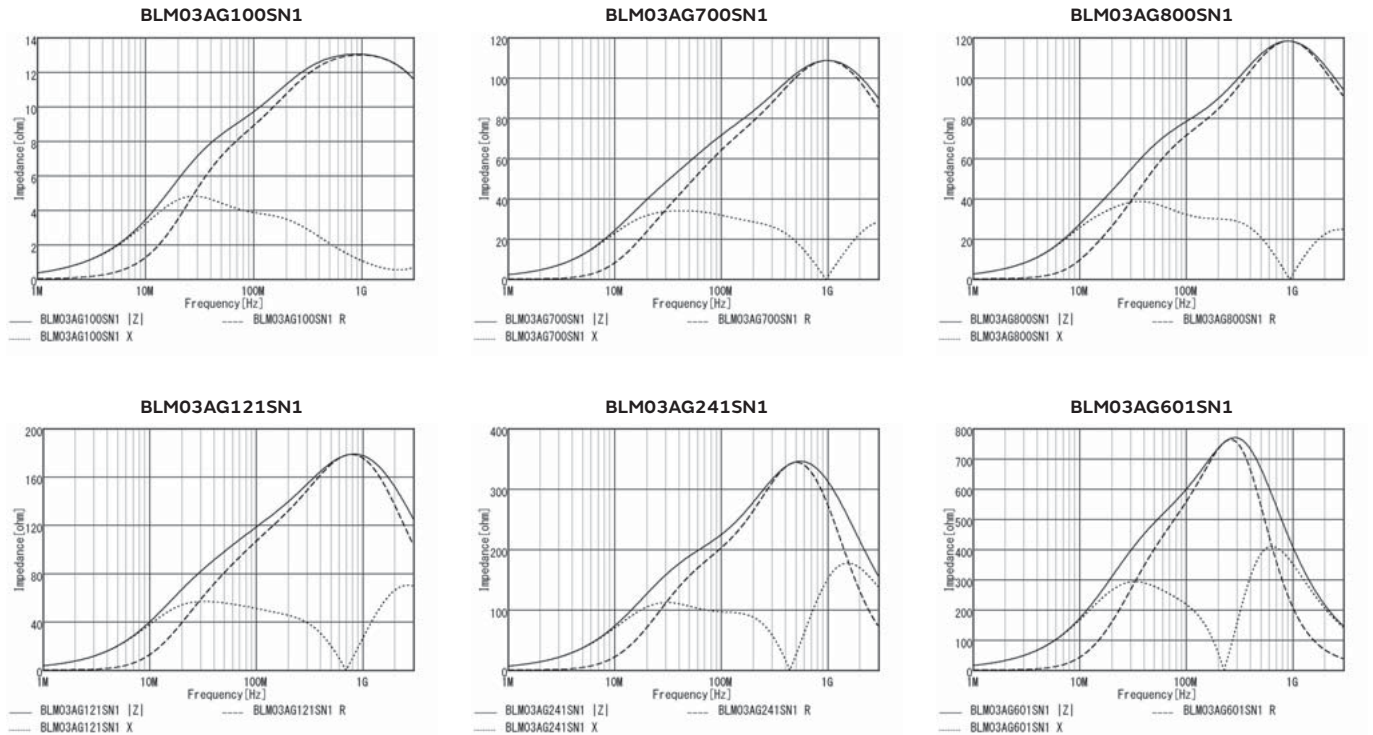 BLM03AG100SN1
14
12
10
8
6
4
2
0
Impedance[ohm]
1M 10M 100M 1G
Frequency[Hz]
BLM03AG100SN1 |Z| BLM03AG100SN1 R
BLM03AG100SN1 X
BLM03AG700SN1
120
100
80
60
40
20
0
Impedance[ohm]
1M 10M 100M 1G
Frequency[Hz]
BLM03AG700SN1 |Z| BLM03AG700SN1 R
BLM03AG700SN1 X
BLM03AG800SN1
120
100
80
60
40
20
0
Impedance[ohm]
1M 10M 100M 1G
Frequency[Hz]
BLM03AG800SN1 |Z| BLM03AG800SN1 R
BLM03AG800SN1 X
BLM03AG121SN1
200
160
120
80
40
0
Impedance[ohm]
1M 10M 100M 1G
Frequency[Hz]
BLM03AG121SN1 |Z| BLM03AG121SN1 R
BLM03AG121SN1 X
BLM03AG241SN1
400
300
200
100
0
Impedance[ohm]
1M 10M 100M 1G
Frequency[Hz]
BLM03AG241SN1 |Z| BLM03AG241SN1 R
BLM03AG241SN1 X
BLM03AG601SN1
800
700
600
500
400
300
200
100
0
Impedance[ohm]
1M 10M 100M 1G
Frequency[Hz]
BLM03AG601SN1 |Z| BLM03AG601SN1 R
BLM03AG601SN1 X